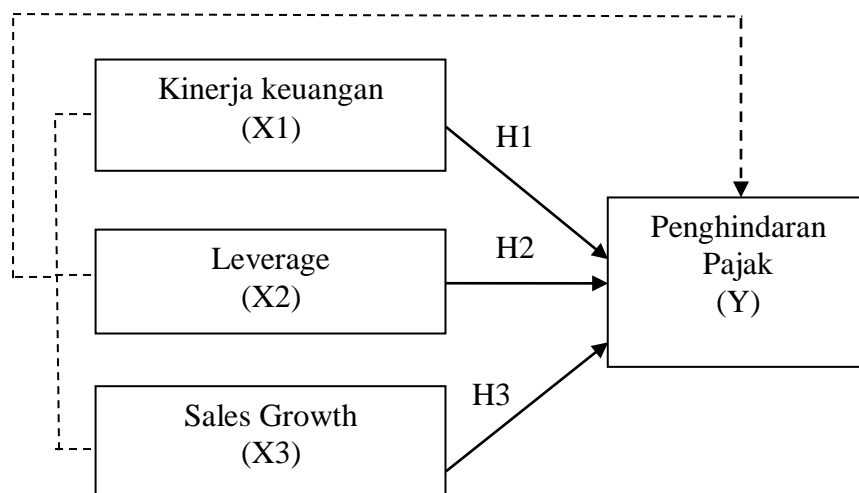 Kinerja keuangan
(X1)
H1
Leverage
(X2)
H2
Penghindaran
Pajak
(Y)
Sales Growth
(X3)
H3